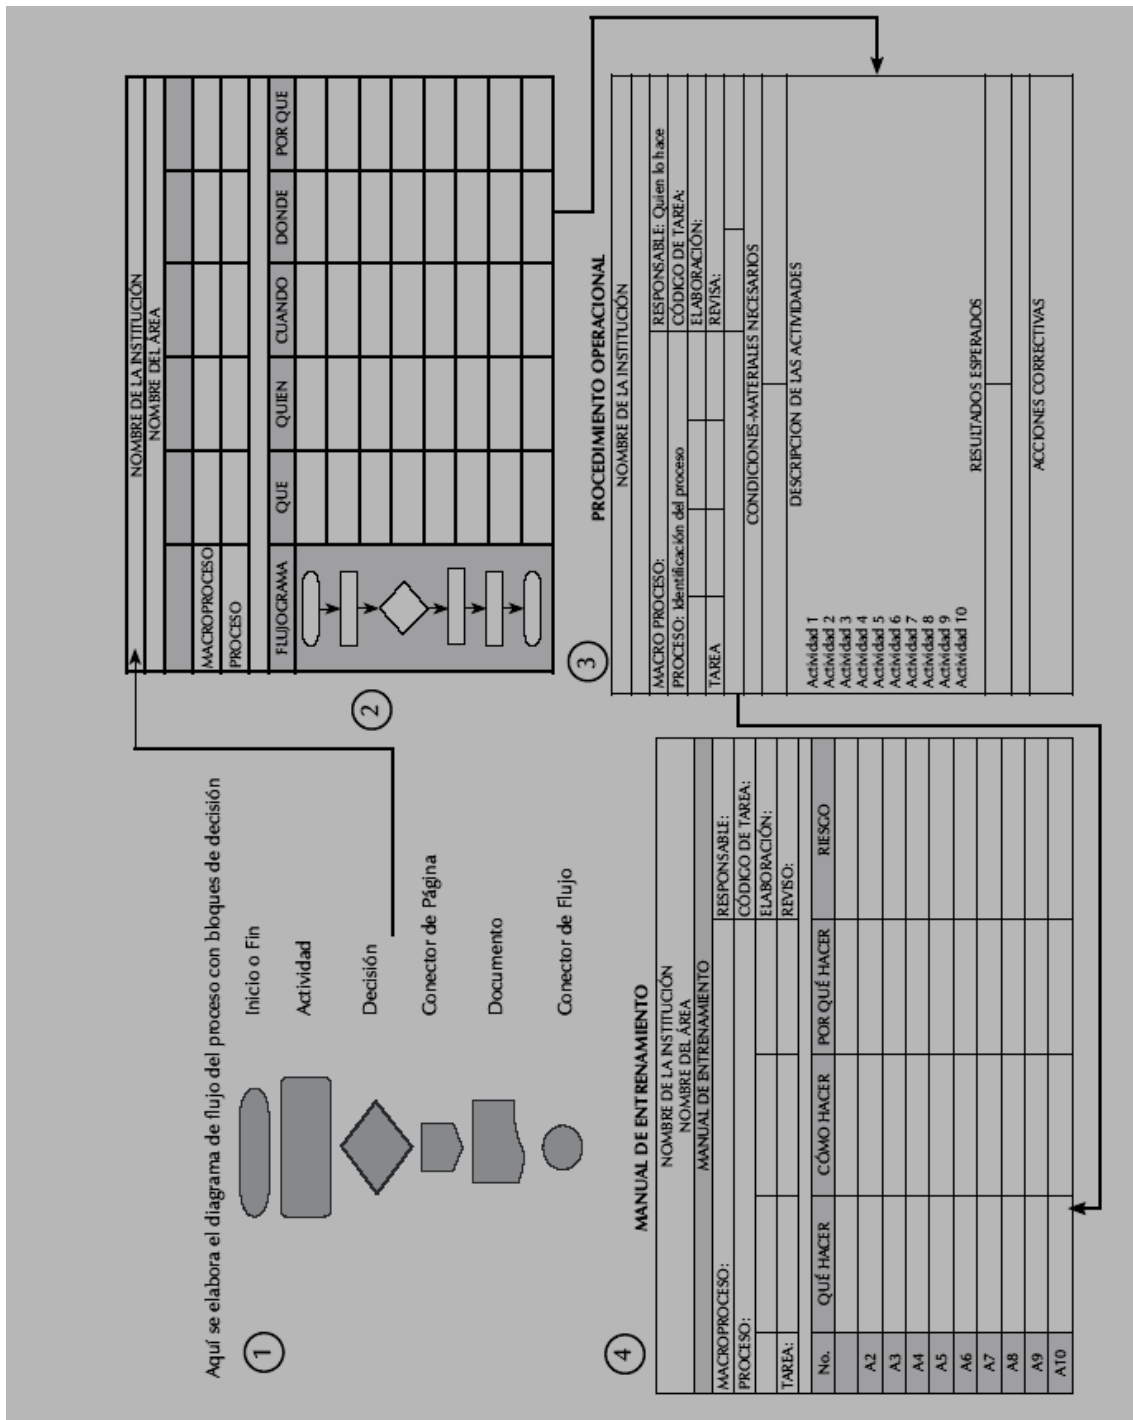 Aquí se elabora el diagrama de flujo del proceso con bloques de decisión
1
Inicio o Fin
Actividad
Decisión
Conector de Página
Documento
Conector de Flujo
2
NOMBRE DE LA INSTITUCIÓN
NOMBRE DEL ÁREA
MACROPROCESO
PROCESO
FLUJOGRAMA QUE QUIEN CUANDO DONDE POR QUE
3
PROCEDIMIENTO OPERACIONAL
NOMBRE DE LA INSTITUCIÓN
MACRO PROCESO: RESPONSABLE: Quien lo hace
PROCESO: Identificación del proceso CÓDIGO DE TAREA:
ELABORACIÓN:
TAREA REVISA:
CONDICIONES-MATERIALES NECESARIOS
DESCRIPCION DE LAS ACTIVIDADES
Actividad 1
Actividad 2
Actividad 3
Actividad 4
Actividad 5
Actividad 6
Actividad 7
Actividad 8
Actividad 9
Actividad 10
RESULTADOS ESPERADOS
ACCIONES CORRECTIVAS
4
MANUAL DE ENTRENAMIENTO
NOMBRE DE LA INSTITUCIÓN
NOMBRE DEL ÁREA
MANUAL DE ENTRENAMIENTO
MACROPROCESO: RESPONSABLE:
PROCESO: CÓDIGO DE TAREA:
ELABORACIÓN:
TAREA: REVISO:
No. QUÉ HACER CÓMO HACER POR QUÉ HACER RIESGO
A2
A3
A4
A5
A6
A7
A8
A9
A10